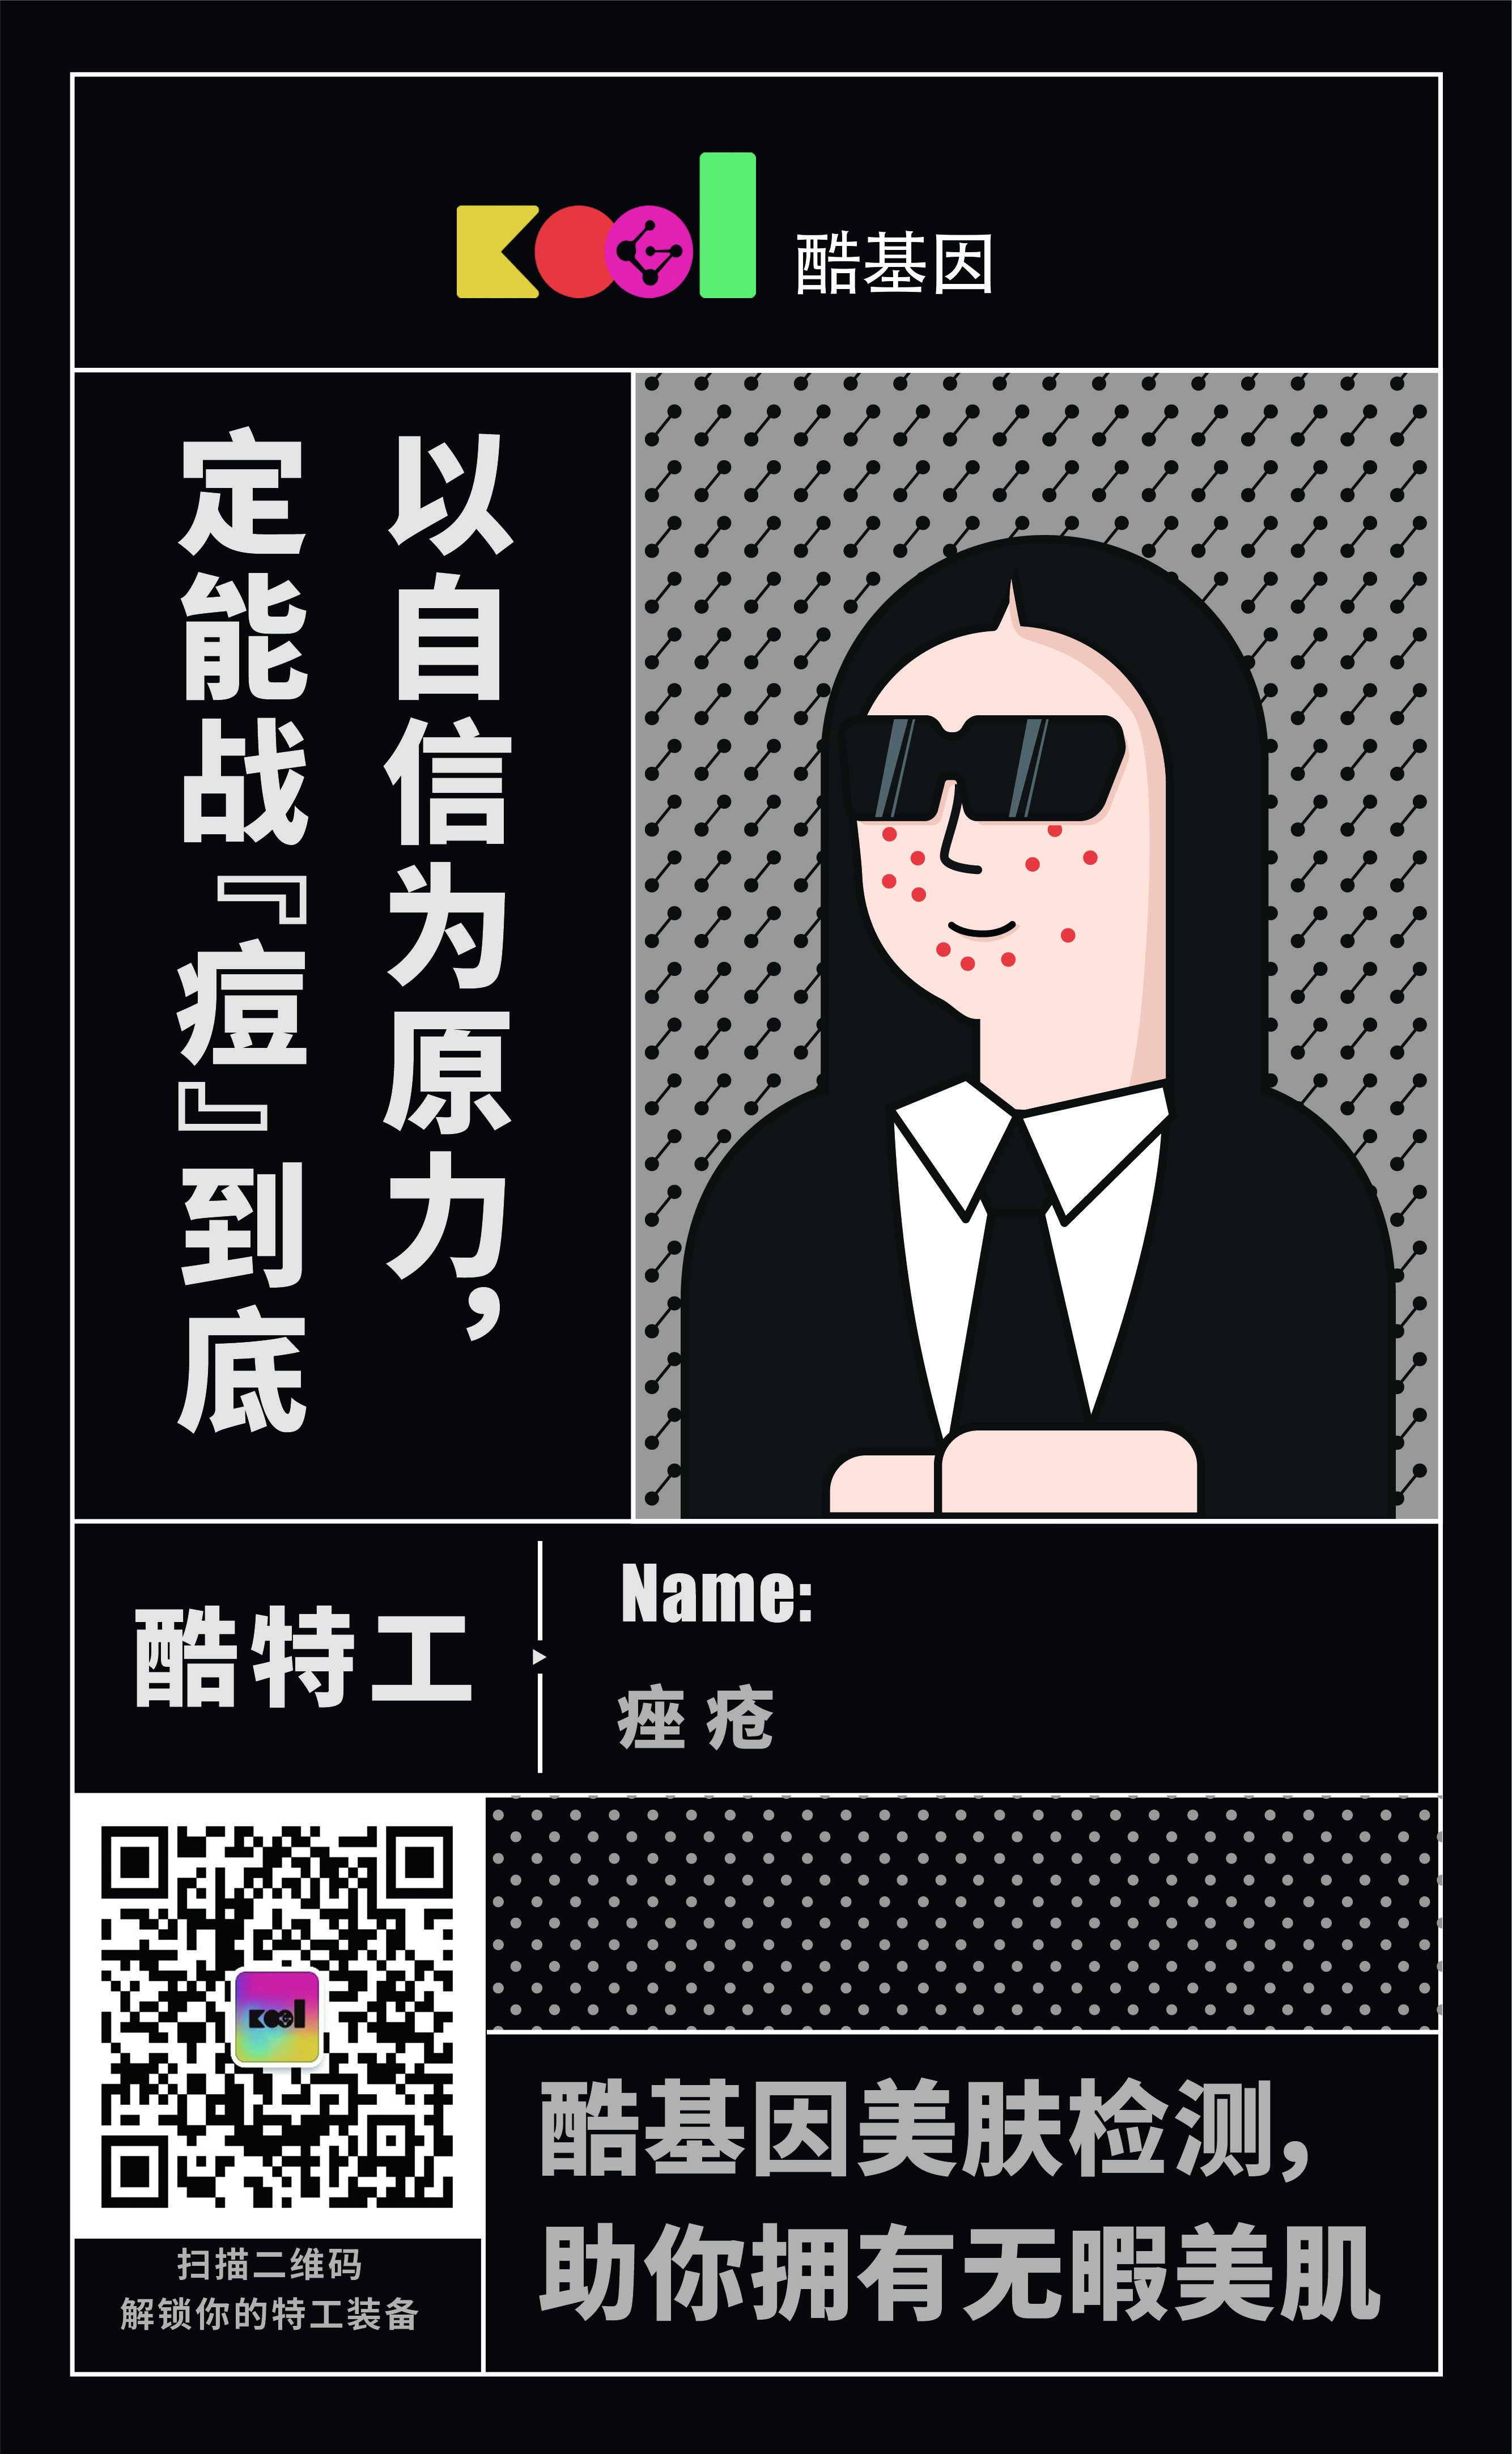 kool 酷基因
以自信为原力，
定能战『痘』到底
酷特工
Name:
痤疮
kool
扫描二维码
解锁你的特工装备
酷基因美肤检测，
助你拥有无暇美肌